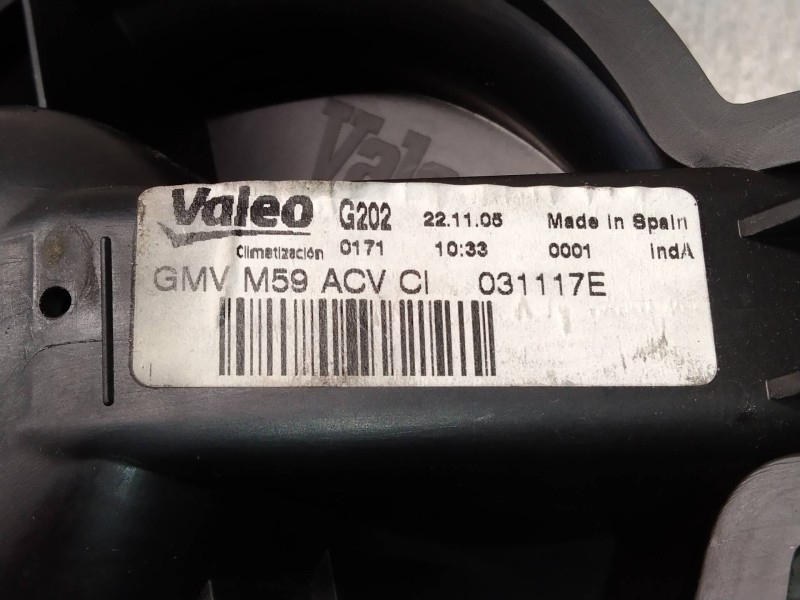 Valeo
Valeo G202 22.11.05 Made in Spain
Climatización 0171 10:33 0001 indA
GMV M59 ACV CI 031117E